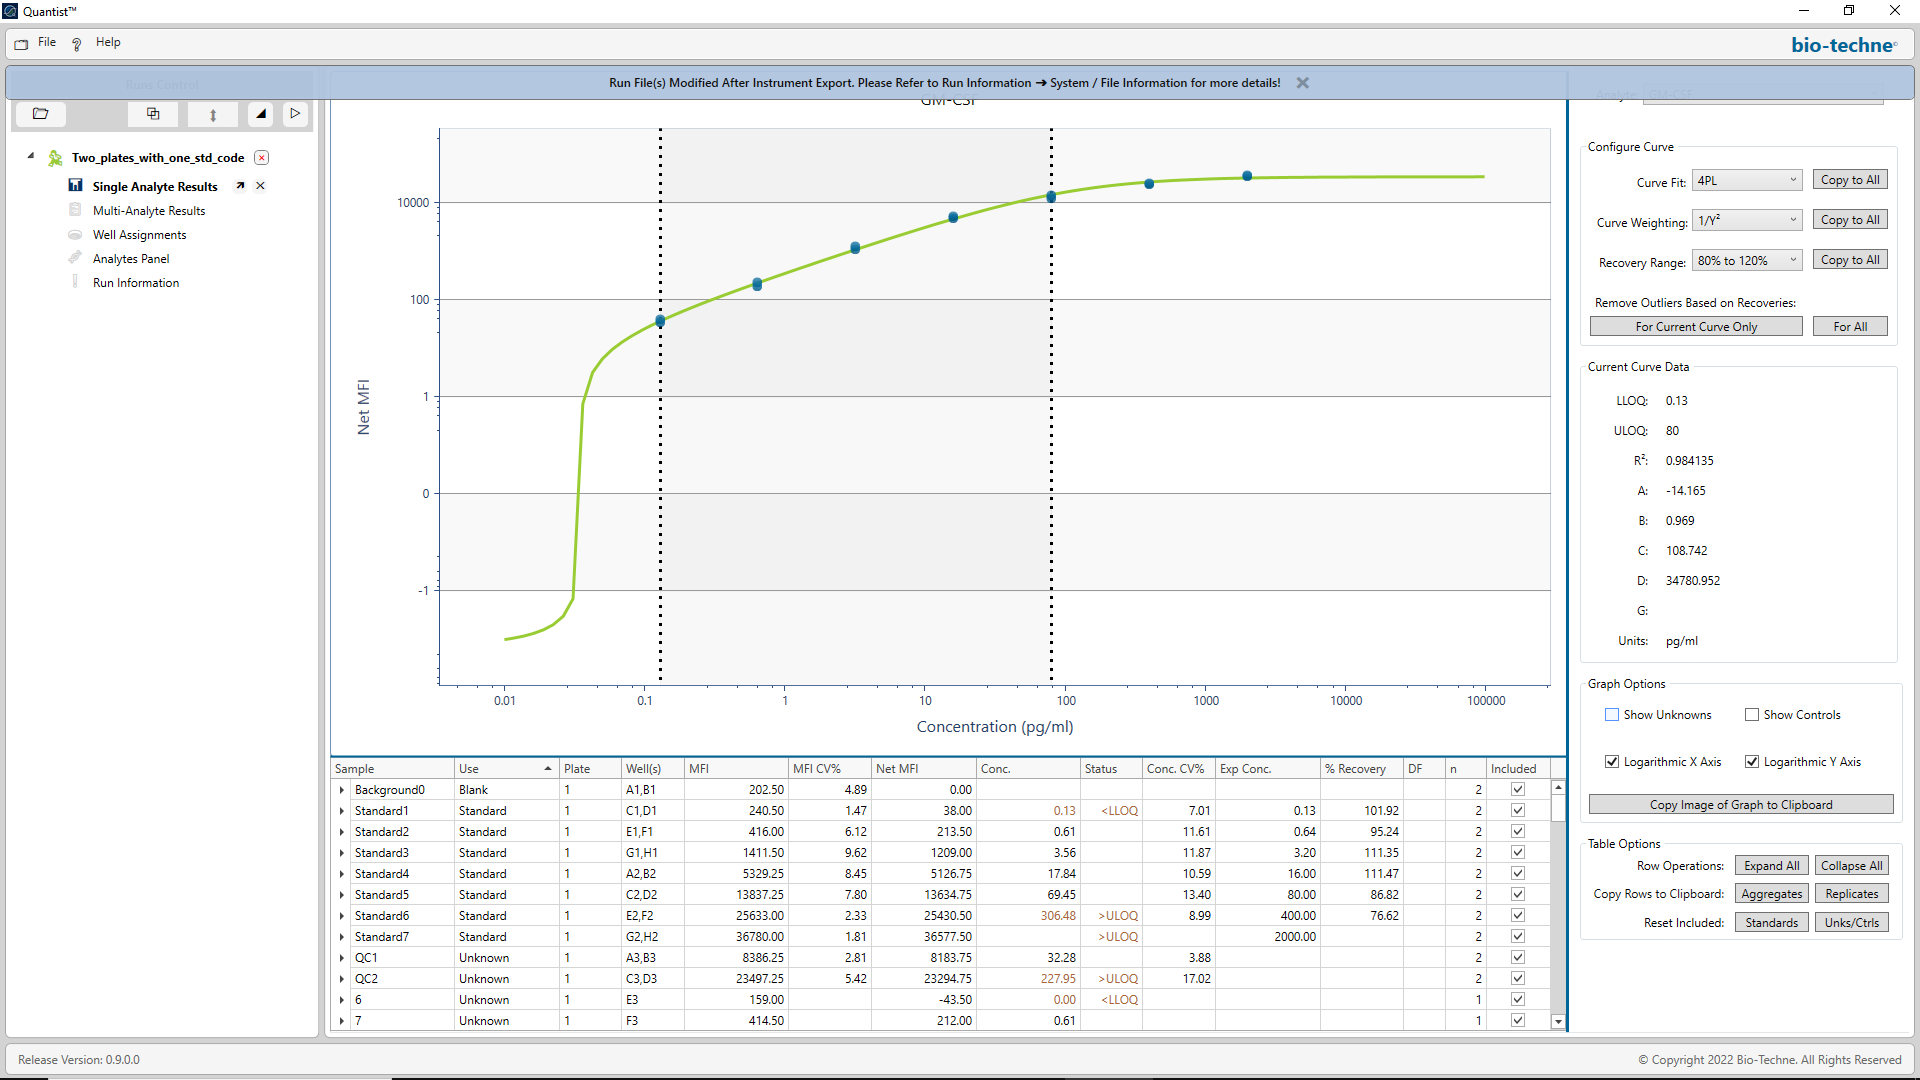 Quantist™
File
Help
bio-techne®
Run File(s) Modified After Instrument Export. Please Refer to Run Information ➔ System / File Information for more details!
Runs Control
Two_plates_with_one_std_code
Single Analyte Results
Multi-Analyte Results
Well Assignments
Analytes Panel
Run Information
GM-CSF
Net MFI
10000
100
1
0
-1
0.01 0.1 1 10 100 1000 10000 100000
Concentration (pg/ml)
Analyte: GM-CSF
Configure Curve
Curve Fit: 4PL Copy to All
Curve Weighting: 1/Y² Copy to All
Recovery Range: 80% to 120% Copy to All
Remove Outliers Based on Recoveries:
For Current Curve Only For All
Current Curve Data
LLOQ: 0.13
ULOQ: 80
R²: 0.984135
A: -14.165
B: 0.969
C: 108.742
D: 34780.952
G:
Units: pg/ml
Graph Options
Show Unknowns Show Controls
Logarithmic X Axis Logarithmic Y Axis
Copy Image of Graph to Clipboard
Table Options
Row Operations: Expand All Collapse All
Copy Rows to Clipboard: Aggregates Replicates
Reset Included: Standards Unks/Ctrls
Sample Use Plate Well(s) MFI MFI CV% Net MFI Conc. Status Conc. CV% Exp Conc. % Recovery DF n Included
Background0 Blank 1 A1,B1 202.50 4.89 0.00 2
Standard1 Standard 1 C1,D1 240.50 1.47 38.00 0.13 <LLOQ 7.01 0.13 101.92 2
Standard2 Standard 1 E1,F1 416.00 6.12 213.50 0.61 11.61 0.64 95.24 2
Standard3 Standard 1 G1,H1 1411.50 9.62 1209.00 3.56 11.87 3.20 111.35 2
Standard4 Standard 1 A2,B2 5329.25 8.45 5126.75 17.84 10.59 16.00 111.47 2
Standard5 Standard 1 C2,D2 13837.25 7.80 13634.75 69.45 13.40 80.00 86.82 2
Standard6 Standard 1 E2,F2 25633.00 2.33 25430.50 306.48 >ULOQ 8.99 400.00 76.62 2
Standard7 Standard 1 G2,H2 36780.00 1.81 36577.50 >ULOQ 2000.00 2
QC1 Unknown 1 A3,B3 8386.25 2.81 8183.75 32.28 3.88 2
QC2 Unknown 1 C3,D3 23497.25 5.42 23294.75 227.95 >ULOQ 17.02 2
6 Unknown 1 E3 159.00 -43.50 0.00 <LLOQ 1
7 Unknown 1 F3 414.50 212.00 0.61 1
Release Version: 0.9.0.0
© Copyright 2022 Bio-Techne. All Rights Reserved